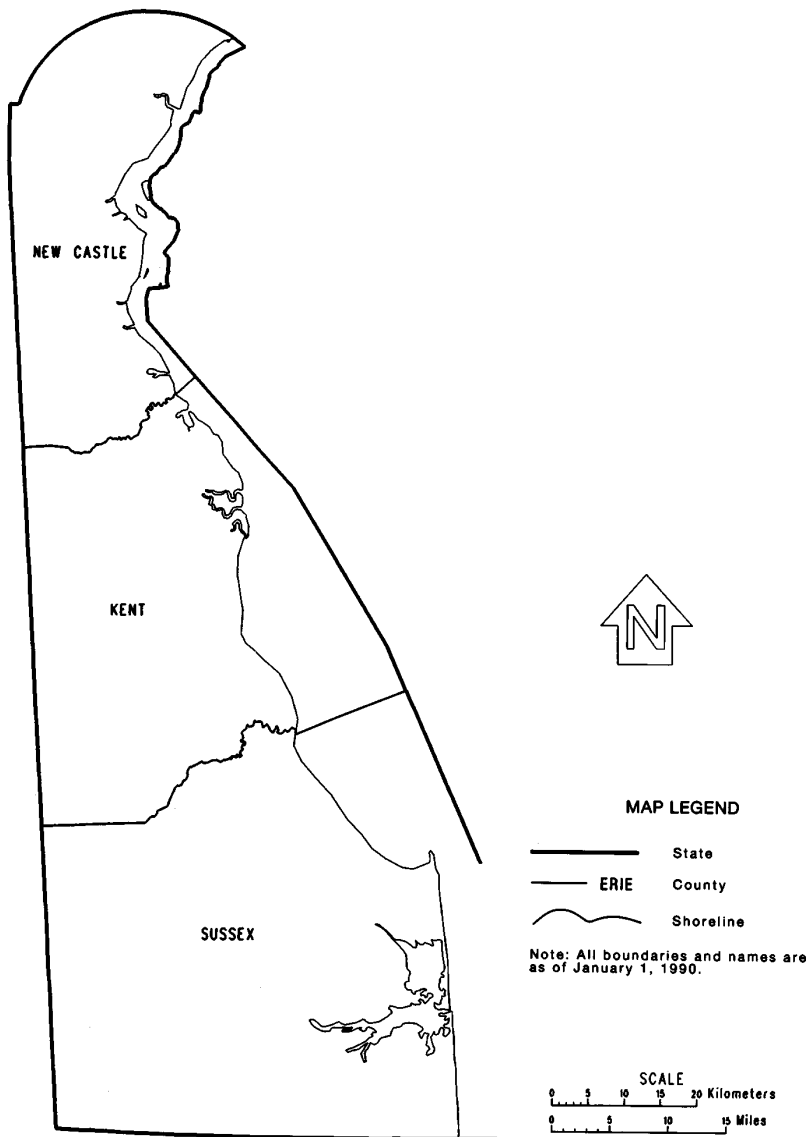 NEW CASTLE
KENT
N
MAP LEGEND
State
ERIE County
Shoreline
SUSSEX
Note: All boundaries and names are
as of January 1, 1990.
SCALE
0 5 10 15 20 Kilometers
0 5 10 15 Miles